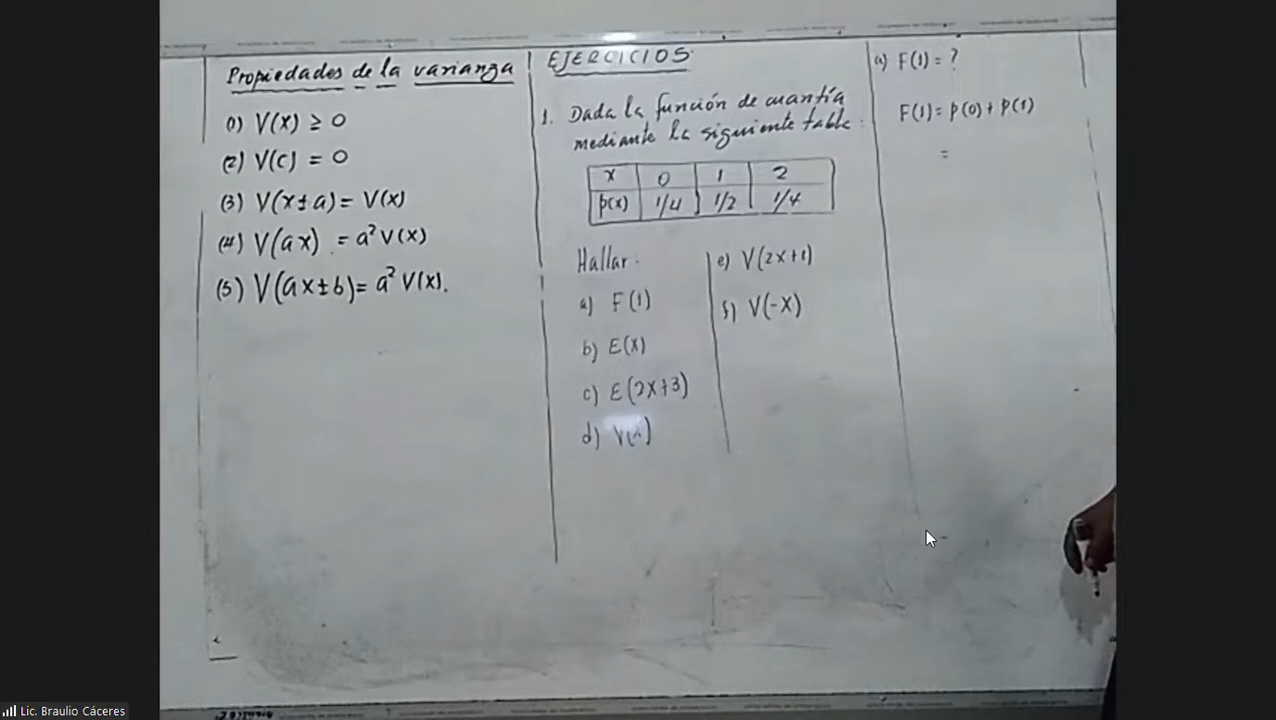 Propiedades de la varianza
(1) V(X) ≥ 0
(2) V(c) = 0
(3) V(x±a) = V(x)
(4) V(ax) = a² V(x)
(5) V(ax±b) = a² V(x).
EJERCICIOS
1. Dada la función de cuantía
mediante la siguiente tabla:
x 0 1 2
p(x) 1/4 1/2 1/4
Hallar:
a) F(1)
b) E(x)
c) E(2x+3)
d) V(x)
e) V(2x+1)
f) V(-X)
a) F(1) = ?
F(1) = p(0) + p(1)
=
Lic. Braulio Cáceres